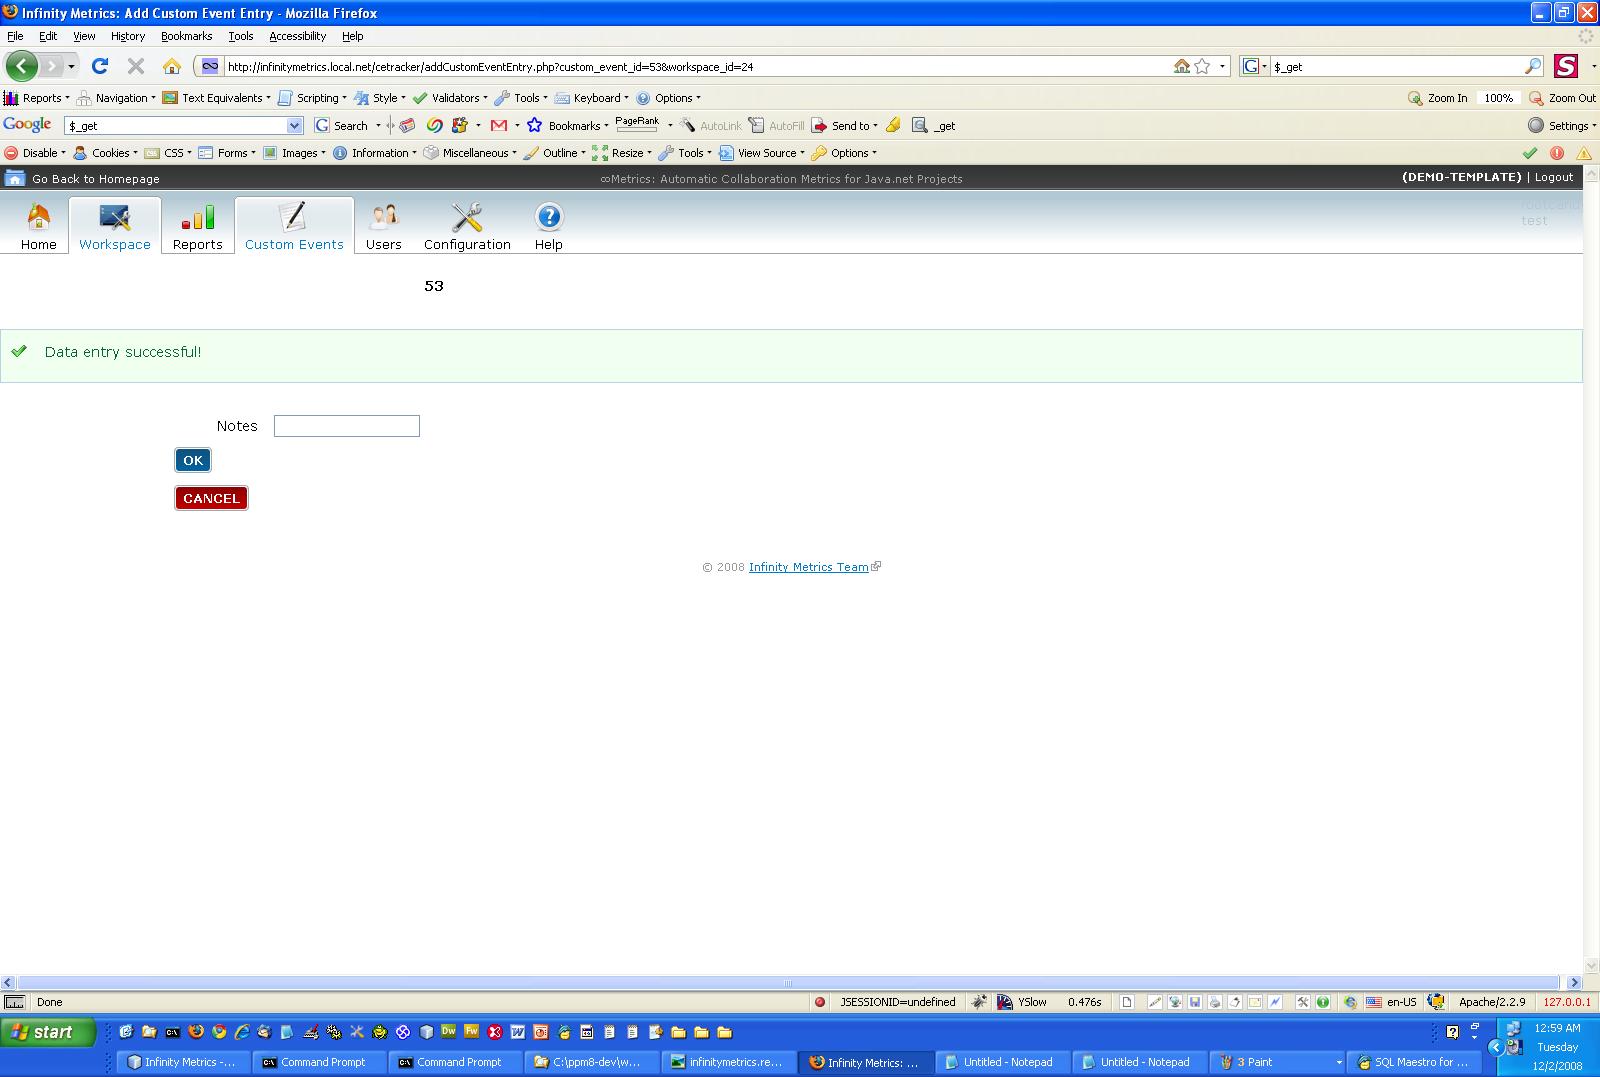 Infinity Metrics: Add Custom Event Entry - Mozilla Firefox
File Edit View History Bookmarks Tools Accessibility Help
http://infinitymetrics.local.net/cetracker/addCustomEventEntry.php?custom_event_id=53&workspace_id=24 G $_get S
Reports Navigation Text Equivalents Scripting Style Validators Tools Keyboard Options Zoom In 100% Zoom Out
Google $_get G Search Bookmarks PageRank AutoLink AutoFill Send to _get Settings
Disable Cookies CSS Forms Images Information Miscellaneous Outline Resize Tools View Source Options
Go Back to Homepage ∞Metrics: Automatic Collaboration Metrics for Java.net Projects (DEMO-TEMPLATE) | Logout
test
Home Workspace Reports Custom Events Users Configuration Help
53
Data entry successful!
Notes
OK
CANCEL
© 2008 Infinity Metrics Team
Done JSESSIONID=undefined YSlow 0.476s en-US Apache/2.2.9 127.0.0.1
start 12:59 AM
Tuesday
Infinity Metrics -... Command Prompt Command Prompt C:\ppm8-dev\w... infinitymetrics.re... Infinity Metrics: ... Untitled - Notepad Untitled - Notepad 3 Paint SQL Maestro for ...
12/2/2008